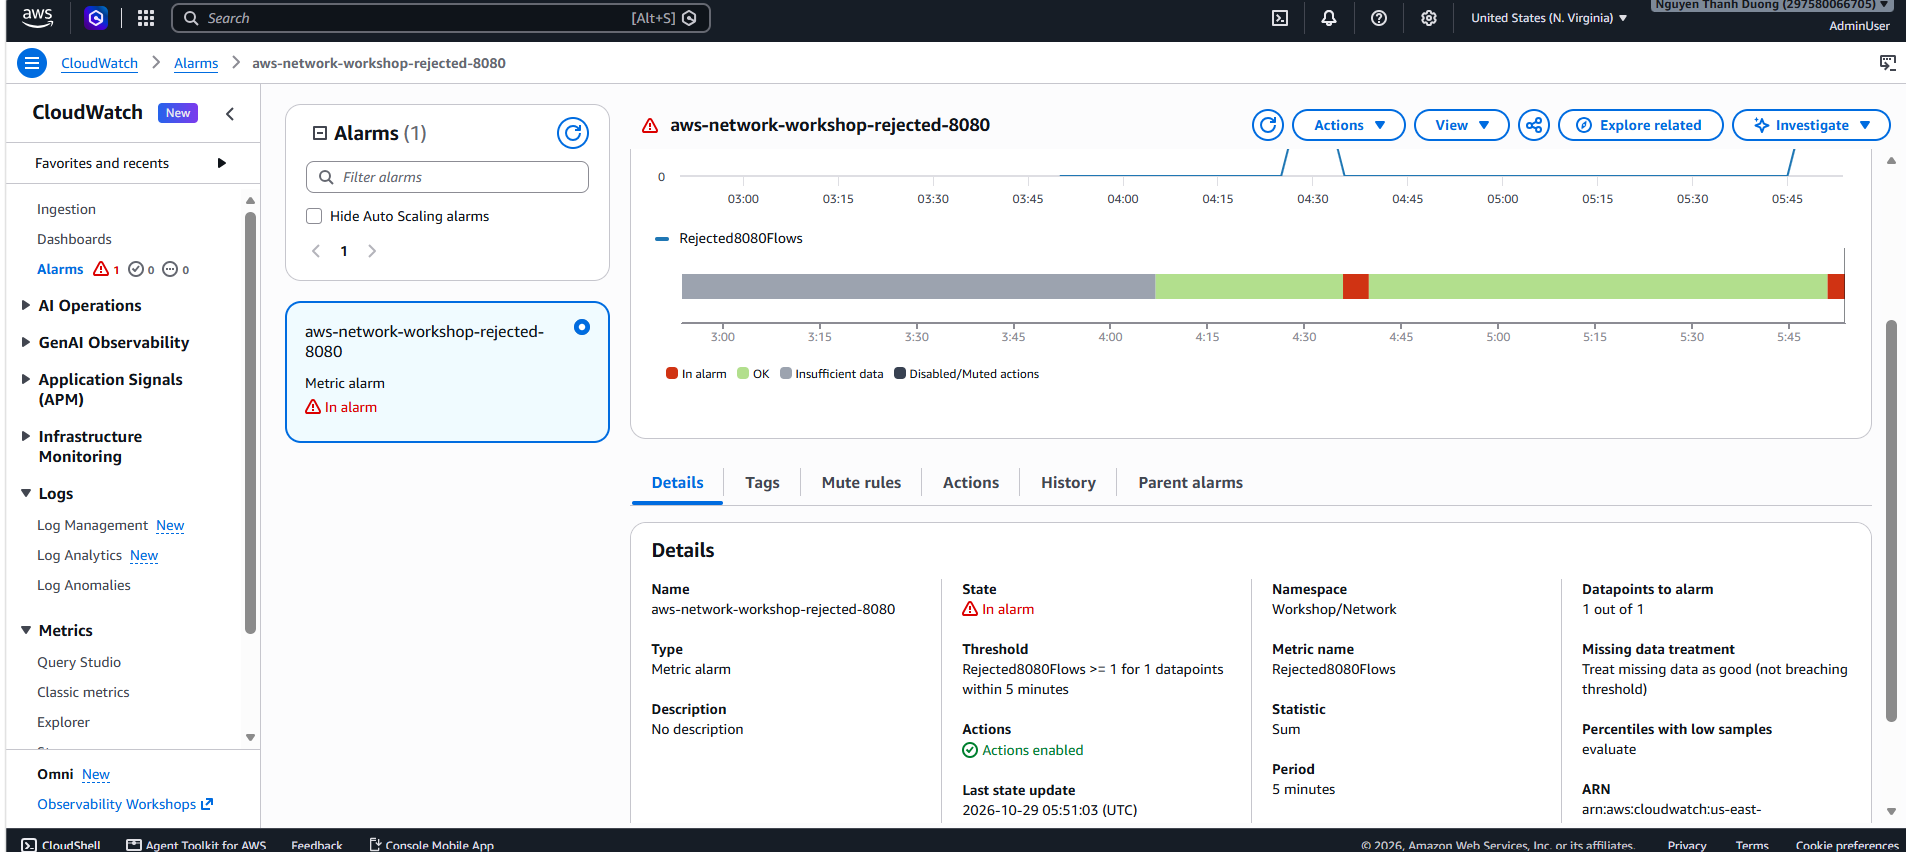 aws
Search
[Alt+S]
United States (N. Virginia)
Nguyen Thanh Duong (297580066705)
AdminUser
CloudWatch
Alarms
aws-network-workshop-rejected-8080
CloudWatch
New
Favorites and recents
Ingestion
Dashboards
Alarms 1 0 0
AI Operations
GenAI Observability
Application Signals
(APM)
Infrastructure
Monitoring
Logs
Log Management New
Log Analytics New
Log Anomalies
Metrics
Query Studio
Classic metrics
Explorer
Omni New
Observability Workshops
Alarms (1)
Filter alarms
Hide Auto Scaling alarms
1
aws-network-workshop-rejected-
8080
Metric alarm
In alarm
aws-network-workshop-rejected-8080
Actions
View
Explore related
Investigate
0
03:00 03:15 03:30 03:45 04:00 04:15 04:30 04:45 05:00 05:15 05:30 05:45
Rejected8080Flows
3:00 3:15 3:30 3:45 4:00 4:15 4:30 4:45 5:00 5:15 5:30 5:45
In alarm OK Insufficient data Disabled/Muted actions
Details
Tags
Mute rules
Actions
History
Parent alarms
Details
Name
aws-network-workshop-rejected-8080
Type
Metric alarm
Description
No description
State
In alarm
Threshold
Rejected8080Flows >= 1 for 1 datapoints
within 5 minutes
Actions
Actions enabled
Last state update
2026-10-29 05:51:03 (UTC)
Namespace
Workshop/Network
Metric name
Rejected8080Flows
Statistic
Sum
Period
5 minutes
Datapoints to alarm
1 out of 1
Missing data treatment
Treat missing data as good (not breaching
threshold)
Percentiles with low samples
evaluate
ARN
arn:aws:cloudwatch:us-east-
CloudShell
Agent Toolkit for AWS
Feedback
Console Mobile App
© 2026, Amazon Web Services, Inc. or its affiliates.
Privacy
Terms
Cookie preferences